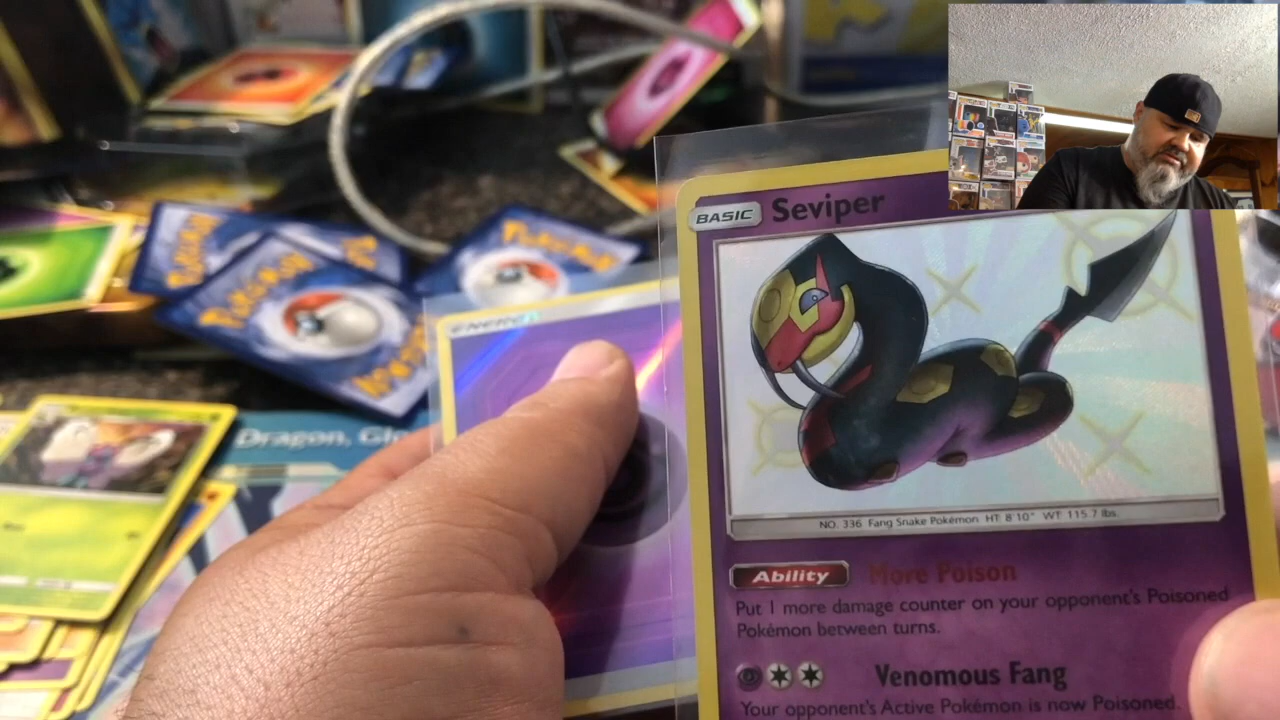 BASIC Seviper
NO. 336 Fang Snake Pokémon HT: 8'10" WT: 115.7 lbs.
Ability More Poison
Put 1 more damage counter on your opponent's Poisoned
Pokémon between turns.
Venomous Fang
Your opponent's Active Pokémon is now Poisoned.
ENERGY
Pokémon
Pokémon
Pokémon
Dragon,